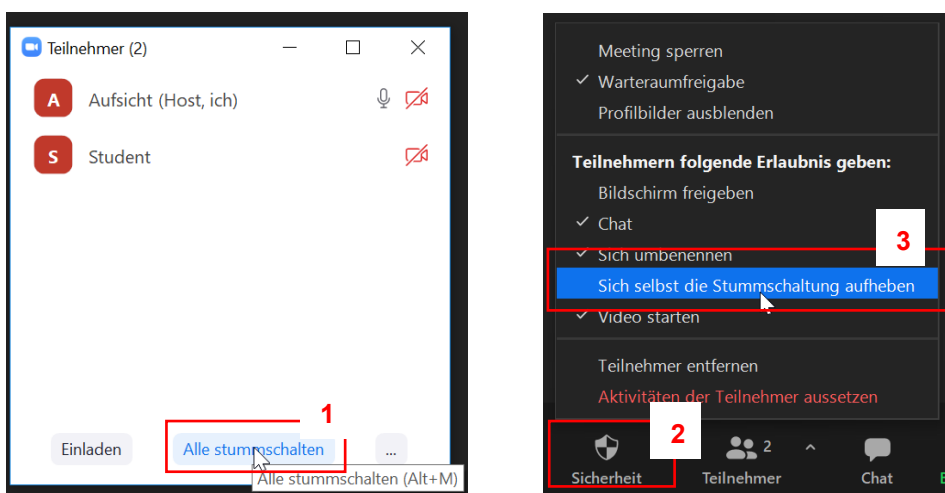 Teilnehmer (2)
A Aufsicht (Host, ich)
S Student
1
Einladen Alle stummschalten ...
Alle stummschalten (Alt+M)
Meeting sperren
Warteraumfreigabe
Profilbilder ausblenden
Teilnehmern folgende Erlaubnis geben:
Bildschirm freigeben
Chat
3
Sich umbenennen
Sich selbst die Stummschaltung aufheben
Video starten
Teilnehmer entfernen
Aktivitäten der Teilnehmer aussetzen
2
2
Sicherheit Teilnehmer Chat